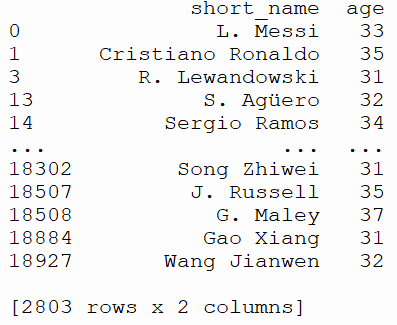 short_name age
0 L. Messi 33
1 Cristiano Ronaldo 35
3 R. Lewandowski 31
13 S. Agüero 32
14 Sergio Ramos 34
... ... ...
18302 Song Zhiwei 31
18507 J. Russell 35
18508 G. Maley 37
18884 Gao Xiang 31
18927 Wang Jianwen 32
[2803 rows x 2 columns]